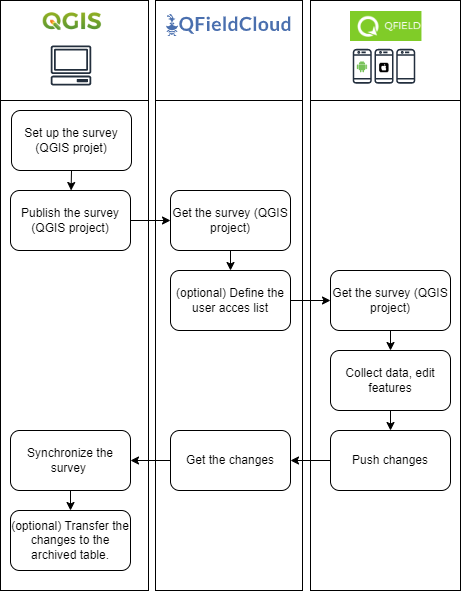 QGIS
QFieldCloud
QFIELD
Set up the survey
(QGIS projet)
Publish the survey
(QGIS project)
Get the survey (QGIS
project)
(optional) Define the
user acces list
Get the survey (QGIS
project)
Collect data, edit
features
Push changes
Get the changes
Synchronize the
survey
(optional) Transfer the
changes to the
archived table.